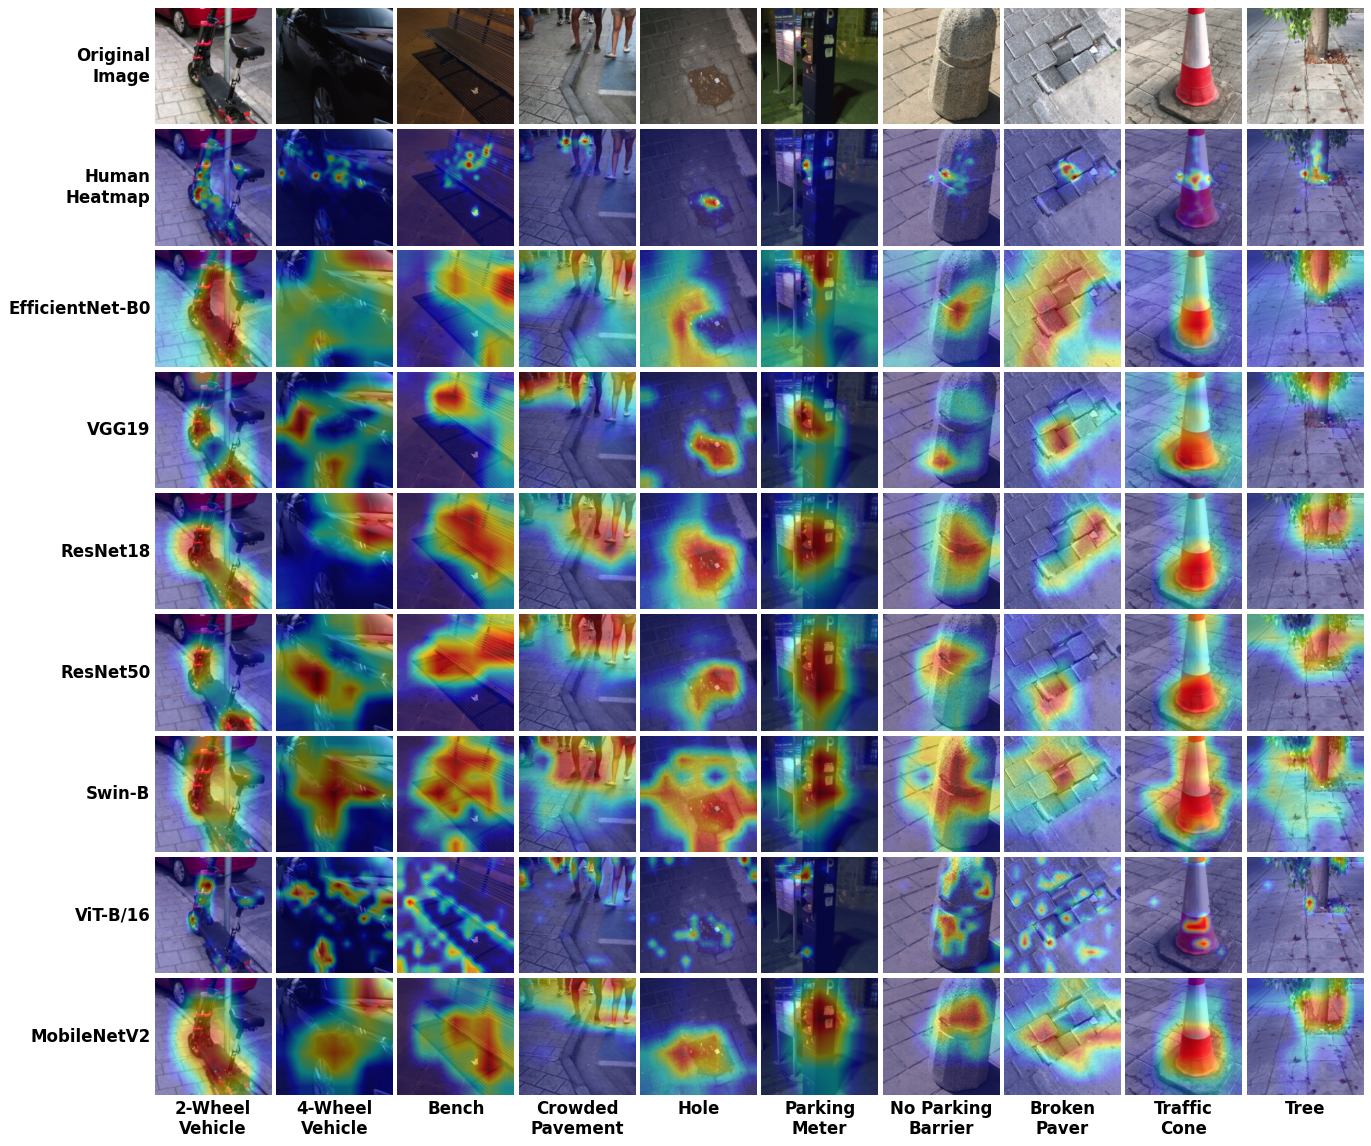 Original
Image
Human
Heatmap
EfficientNet-B0
VGG19
ResNet18
ResNet50
Swin-B
ViT-B/16
MobileNetV2
2-Wheel
Vehicle
4-Wheel
Vehicle
Bench
Crowded
Pavement
Hole
Parking
Meter
No Parking
Barrier
Broken
Paver
Traffic
Cone
Tree